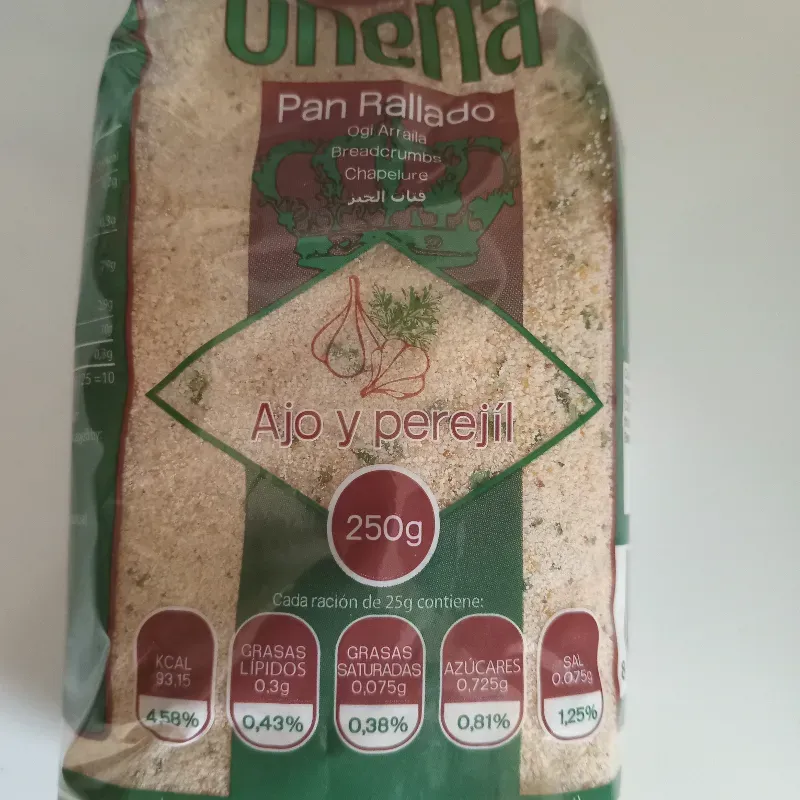 Ohena
Pan Rallado
Ogi Arraila
Breadcrumbs
Chapelure
فتات الخبز
Ajo y perejíl
250g
Cada ración de 25g contiene:
KCAL
93,15
4,58%
GRASAS
LÍPIDOS
0,3g
0,43%
GRASAS
SATURADAS
0,075g
0,38%
AZÚCARES
0,725g
0,81%
SAL
0,075g
1,25%